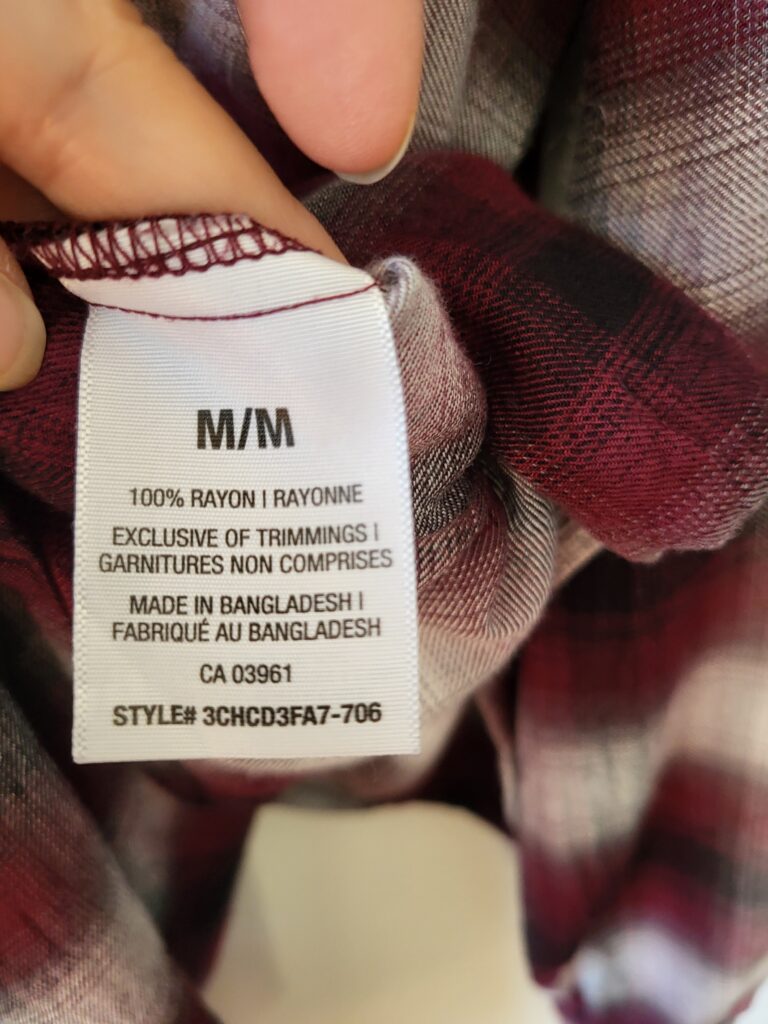 M/M
100% RAYON | RAYONNE
EXCLUSIVE OF TRIMMINGS |
GARNITURES NON COMPRISES
MADE IN BANGLADESH |
FABRIQUÉ AU BANGLADESH
CA 03961
STYLE# 3CHCD3FA7-706